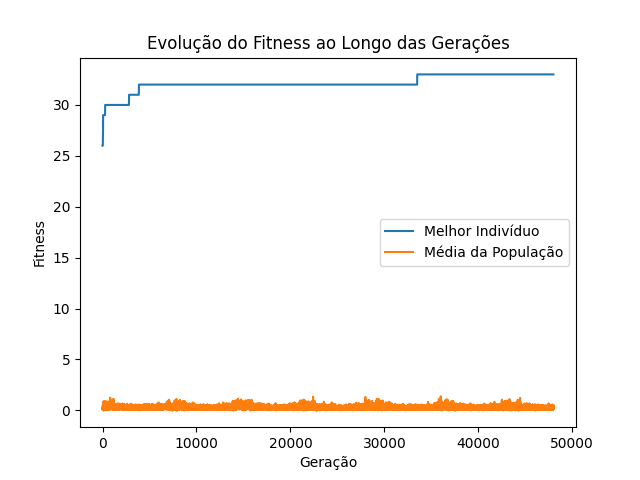 Evolução do Fitness ao Longo das Gerações
Fitness
30
25
20
15
10
5
0
Melhor Indivíduo
Média da População
0
10000
20000
30000
40000
50000
Geração